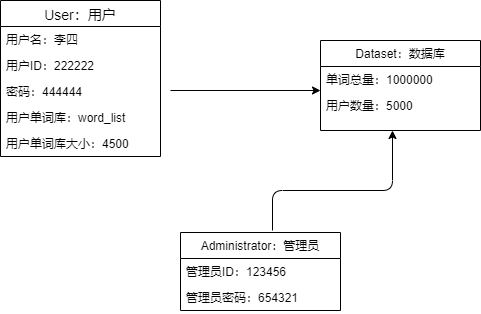 User：用户
用户名：李四
用户ID：222222
密码：444444
用户单词库：word_list
用户单词库大小：4500
Dataset：数据库
单词总量：1000000
用户数量：5000
Administrator：管理员
管理员ID：123456
管理员密码：654321